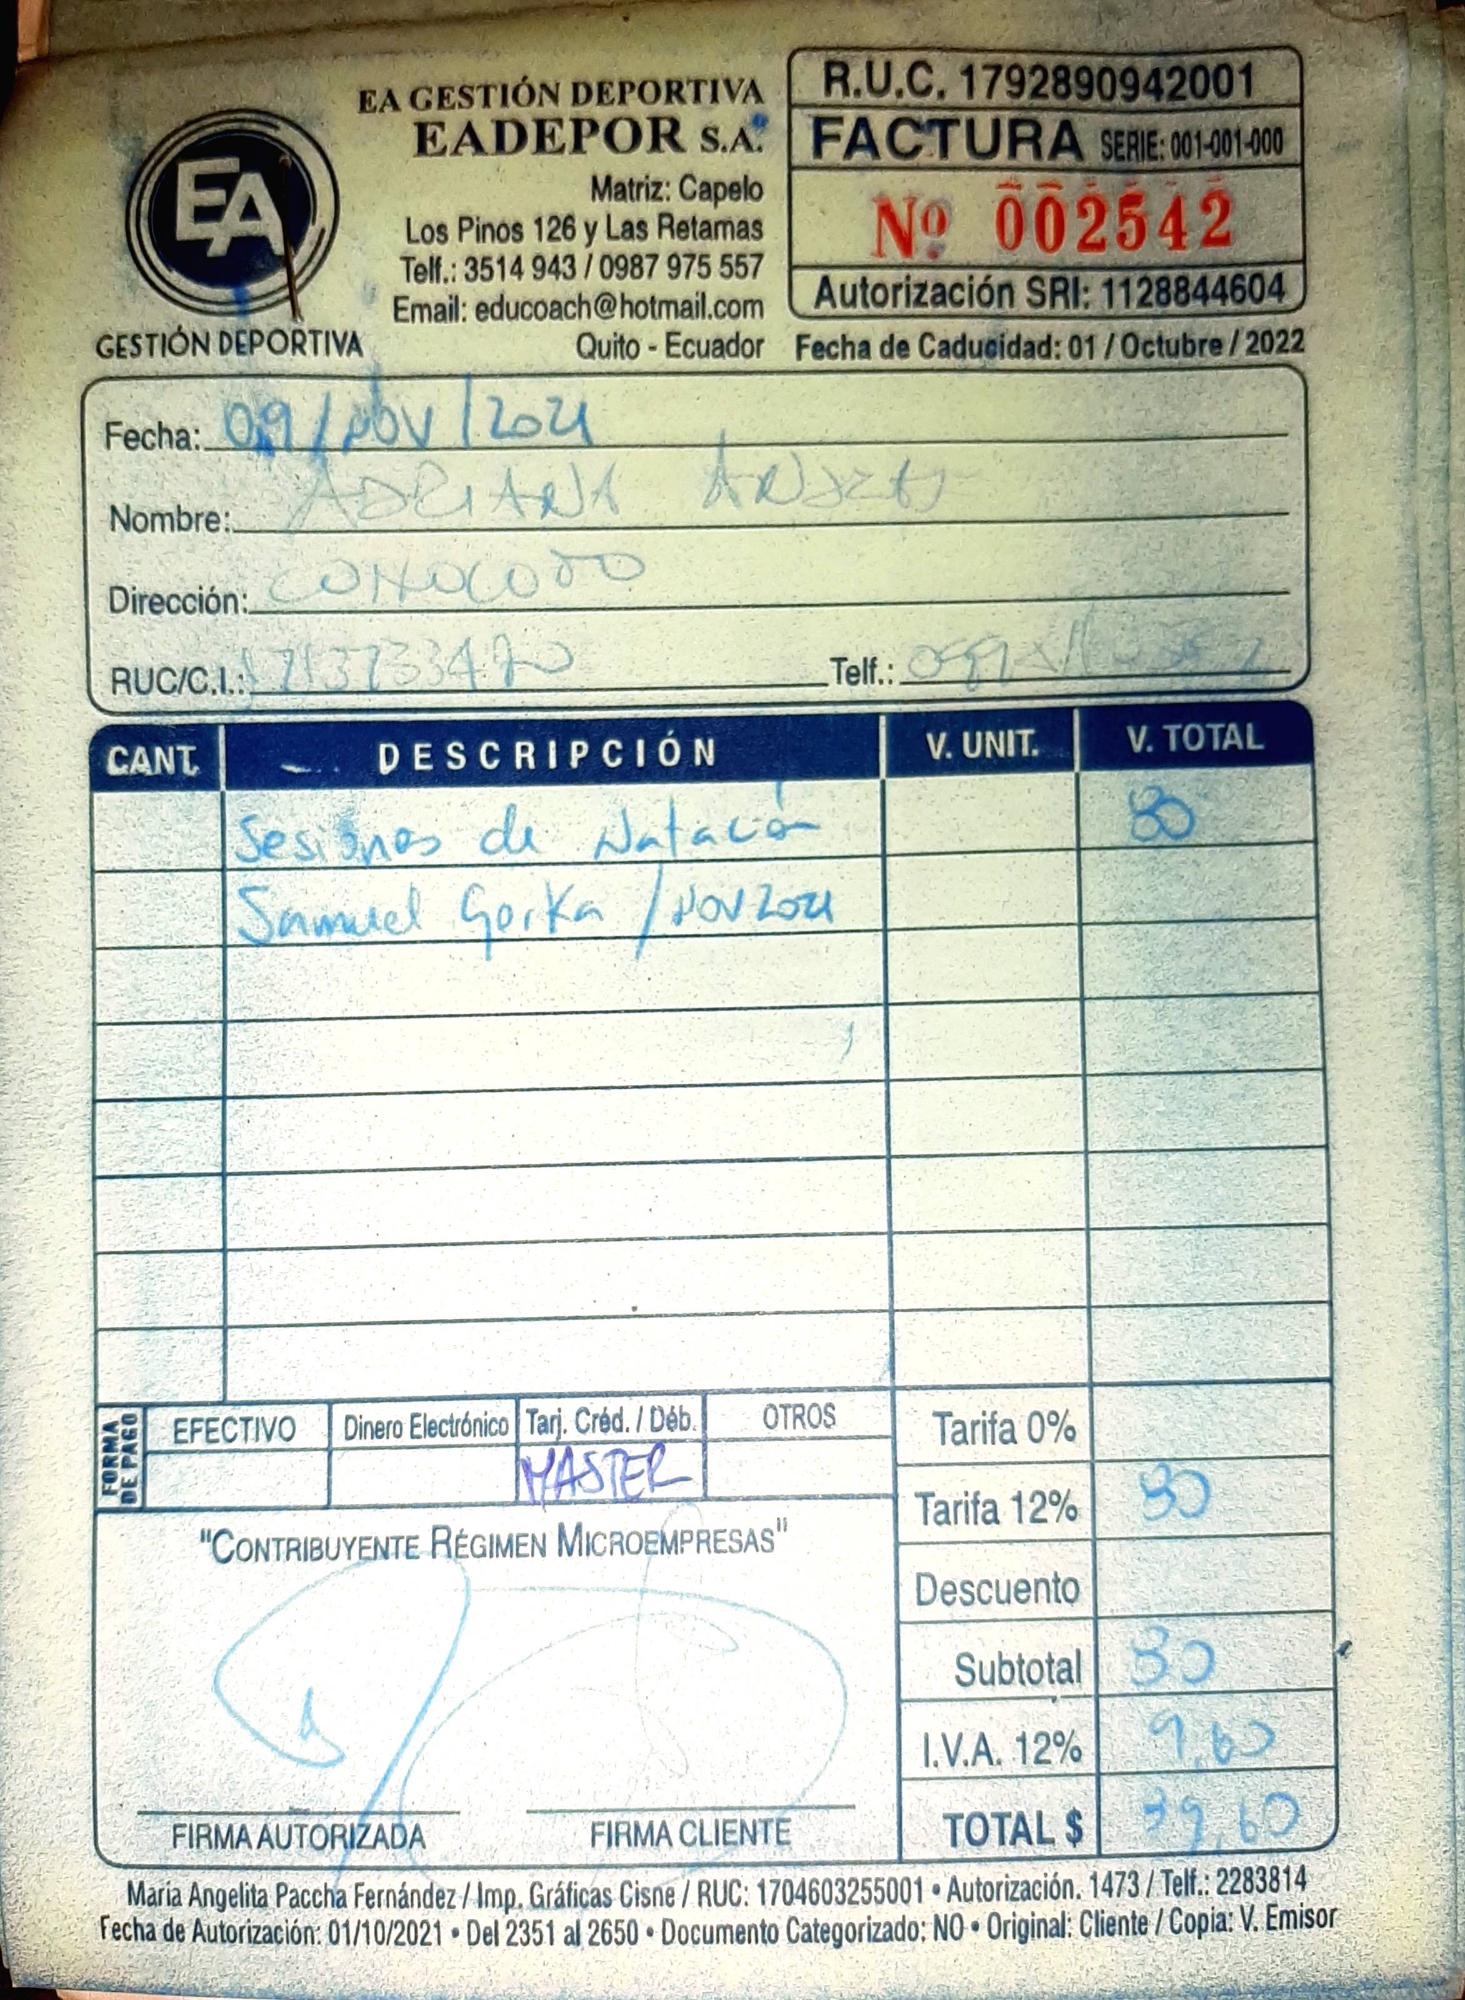 EA GESTIÓN DEPORTIVA
EADEPOR S.A.
Matriz: Capelo
Los Pinos 126 y Las Retamas
Telf.: 3514 943 / 0987 975 557
Email: educoach@hotmail.com
Quito - Ecuador
EA
GESTIÓN DEPORTIVA
R.U.C. 1792890942001
FACTURA SERIE: 001-001-000
Nº 002542
Autorización SRI: 1128844604
Fecha de Caducidad: 01 / Octubre / 2022
Fecha: 09/NOV/2021
Nombre: ADRIANA
Dirección: CONOCOTO
RUC/C.I.:
Telf.:
CANT. DESCRIPCIÓN V. UNIT. V. TOTAL
Sesiones de Natación 80
Samuel Gorka / NOV 2021
FORMA DE PAGO
EFECTIVO Dinero Electrónico Tarj. Créd. / Déb. OTROS
MASTER
Tarifa 0%
Tarifa 12% 80
Descuento
Subtotal 80
I.V.A. 12% 9,60
TOTAL $
"CONTRIBUYENTE RÉGIMEN MICROEMPRESAS"
FIRMA AUTORIZADA FIRMA CLIENTE
María Angelita Paccha Fernández / Imp. Gráficas Cisne / RUC: 1704603255001 • Autorización. 1473 / Telf.: 2283814
Fecha de Autorización: 01/10/2021 • Del 2351 al 2650 • Documento Categorizado: NO • Original: Cliente / Copia: V. Emisor